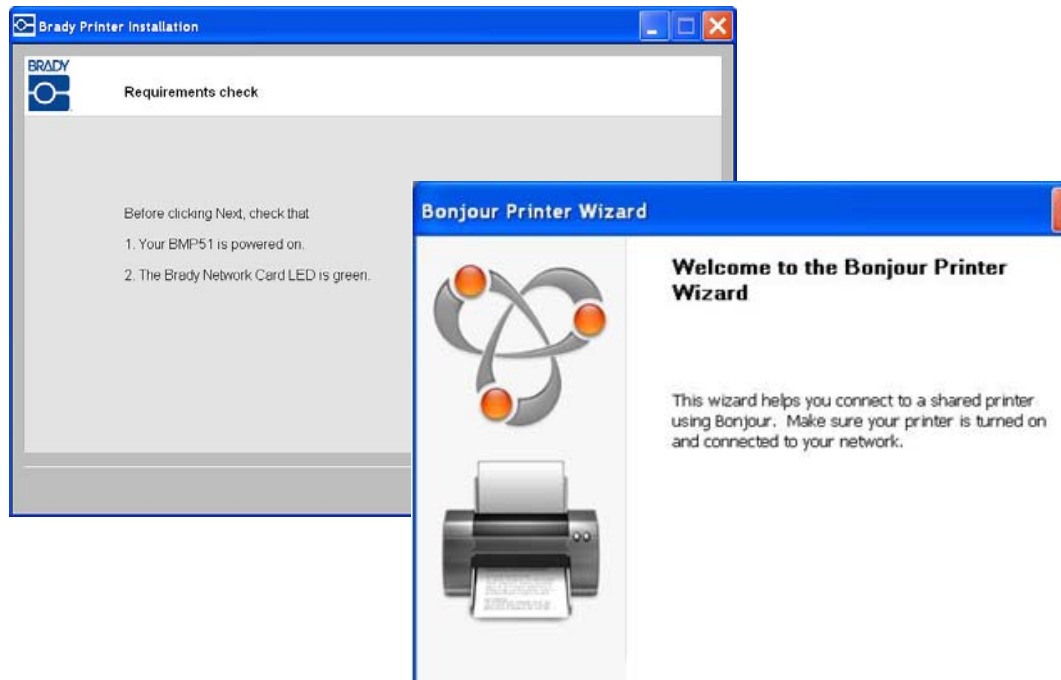 Brady Printer Installation
BRADY
Requirements check
Before clicking Next, check that
1. Your BMP51 is powered on.
2. The Brady Network Card LED is green.
Bonjour Printer Wizard
Welcome to the Bonjour Printer
Wizard
This wizard helps you connect to a shared printer
using Bonjour. Make sure your printer is turned on
and connected to your network.